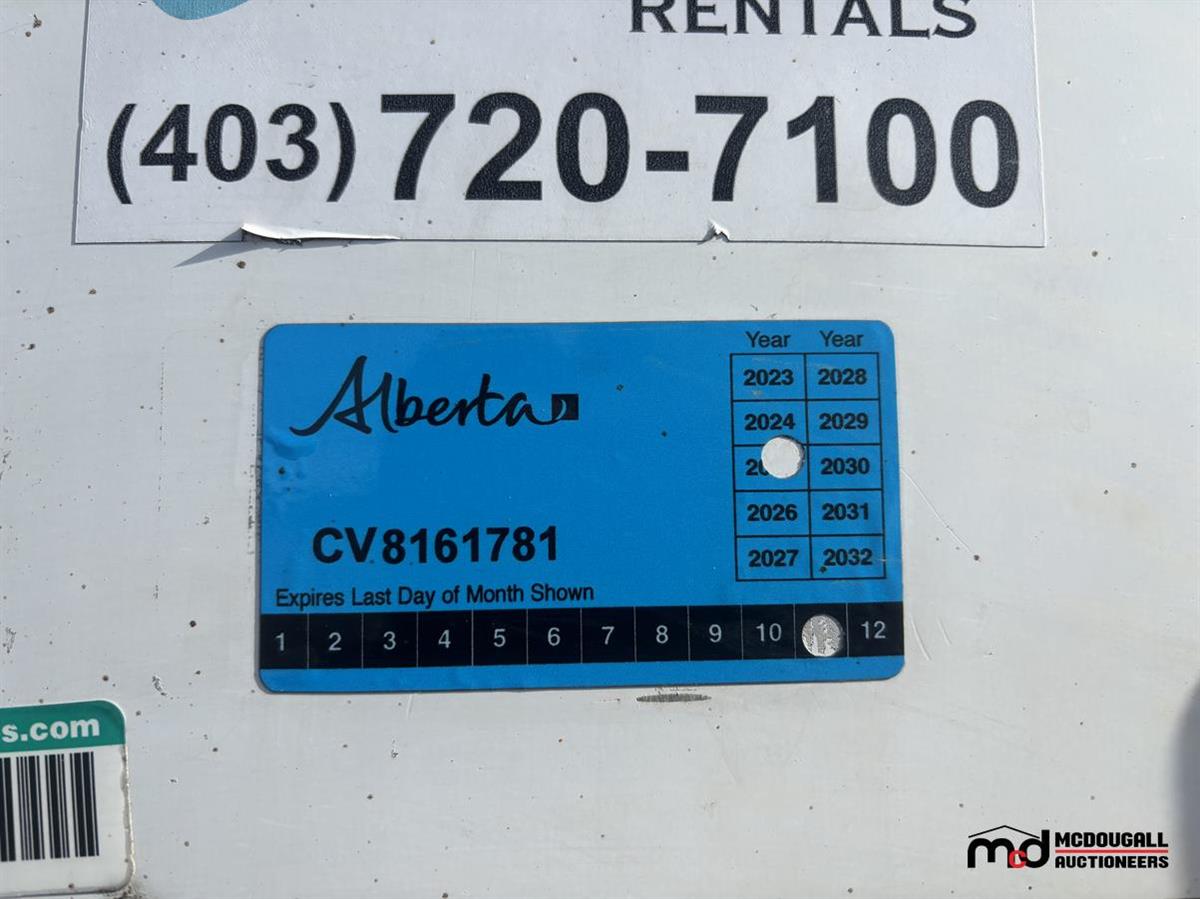 RENTALS
(403) 720-7100
Alberta
Year Year
2023 2028
2024 2029
2030
2026 2031
2027 2032
CV8161781
Expires Last Day of Month Shown
1 2 3 4 5 6 7 8 9 10 12
s.com
mcd MCDOUGALL
AUCTIONEERS